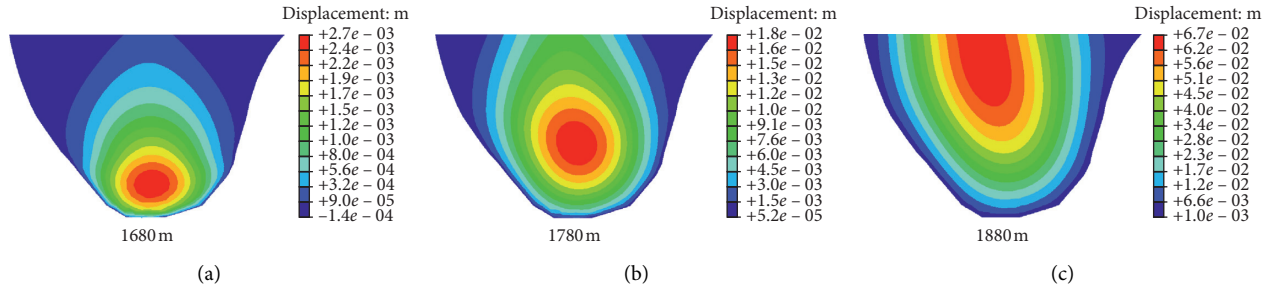 Displacement: m
+2.7e – 03
+2.4e – 03
+2.2e – 03
+1.9e – 03
+1.7e – 03
+1.5e – 03
+1.2e – 03
+1.0e – 03
+8.0e – 04
+5.6e – 04
+3.2e – 04
+9.0e – 05
–1.4e – 04
1680 m
(a)
Displacement: m
+1.8e – 02
+1.6e – 02
+1.5e – 02
+1.3e – 02
+1.2e – 02
+1.0e – 02
+9.1e – 03
+7.6e – 03
+6.0e – 03
+4.5e – 03
+3.0e – 03
+1.5e – 03
+5.2e – 05
1780 m
(b)
Displacement: m
+6.7e – 02
+6.2e – 02
+5.6e – 02
+5.1e – 02
+4.5e – 02
+4.0e – 02
+3.4e – 02
+2.8e – 02
+2.3e – 02
+1.7e – 02
+1.2e – 02
+6.6e – 03
+1.0e – 03
1880 m
(c)